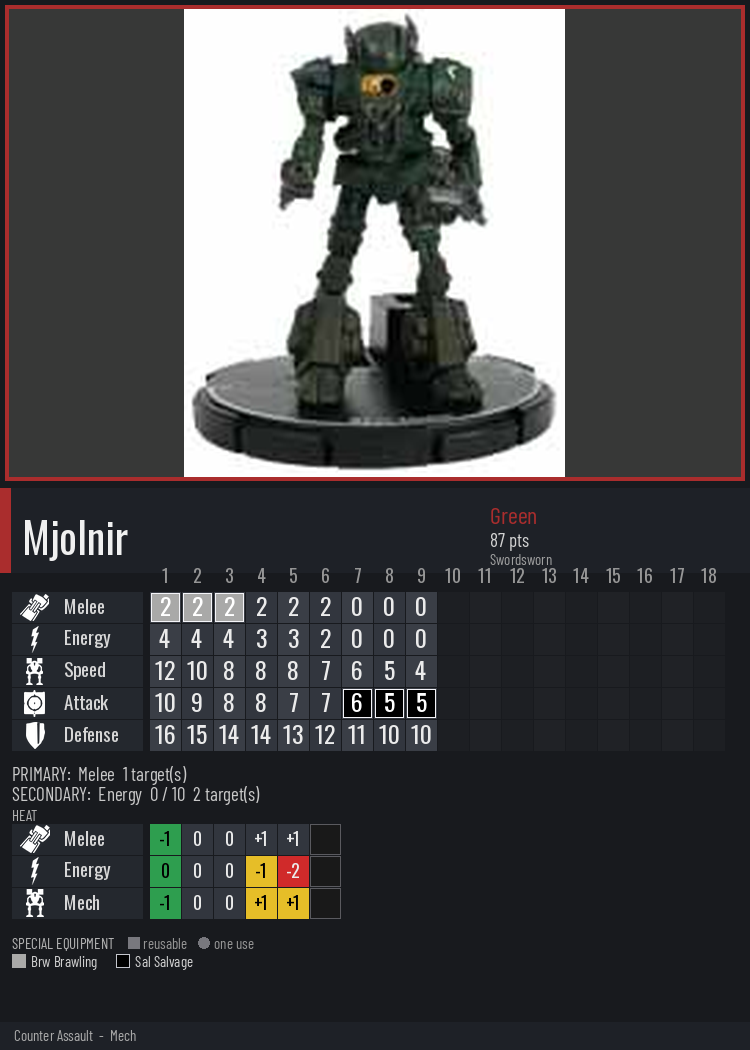 Mjolnir
Green
87 pts
Swordsworn
1 2 3 4 5 6 7 8 9 10 11 12 13 14 15 16 17 18
Melee 2 2 2 2 2 2 0 0 0
Energy 4 4 4 3 3 2 0 0 0
Speed 12 10 8 8 8 7 6 5 4
Attack 10 9 8 8 7 7 6 5 5
Defense 16 15 14 14 13 12 11 10 10
PRIMARY: Melee 1 target(s)
SECONDARY: Energy 0 / 10 2 target(s)
HEAT
Melee -1 0 0 +1 +1
Energy 0 0 0 -1 -2
Mech -1 0 0 +1 +1
SPECIAL EQUIPMENT reusable one use
Brw Brawling Sal Salvage
Counter Assault - Mech